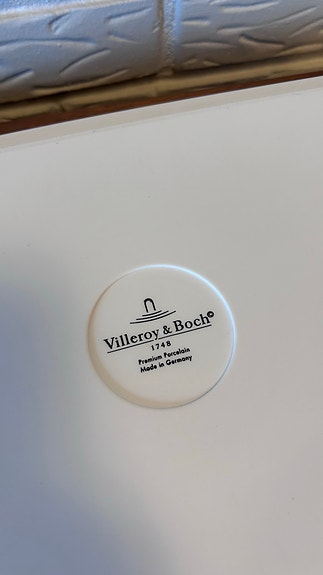 Villeroy & Boch©
1748
Premium Porcelain
Made in Germany